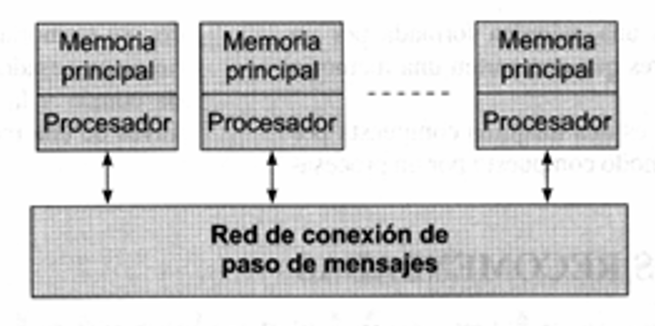 Memoria
principal
Procesador
Memoria
principal
Procesador
Memoria
principal
Procesador
Red de conexión de
paso de mensajes